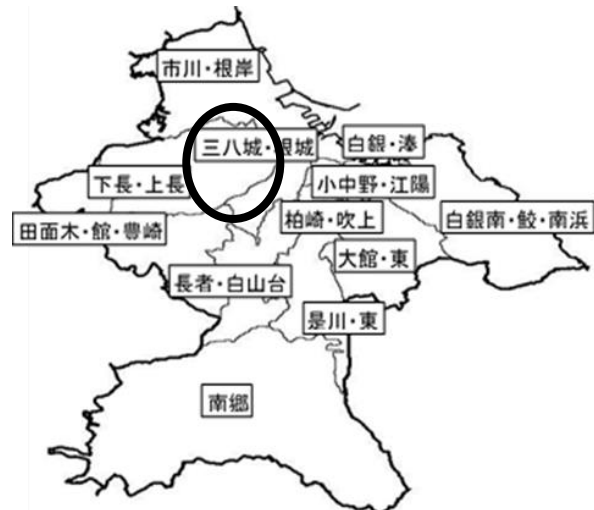 市川・根岸
三八城・根城
白銀・湊
下長・上長
小中野・江陽
田面木・館・豊崎
柏崎・吹上
白銀南・鮫・南浜
大館・東
長者・白山台
是川・東
南郷